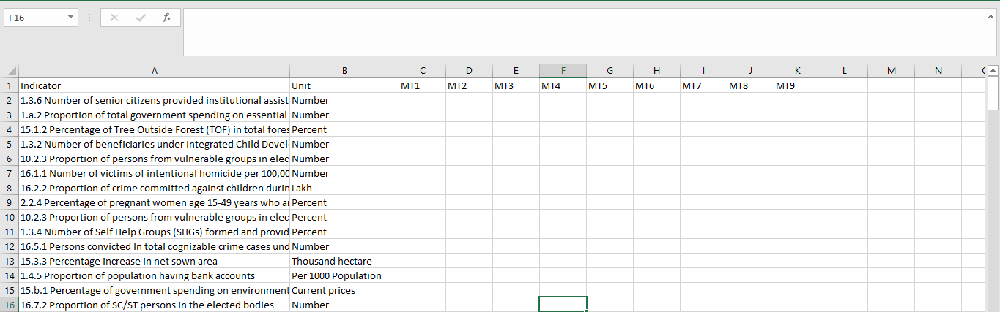 F16 fx
A B C D E F G H I J K L M N
1 Indicator Unit MT1 MT2 MT3 MT4 MT5 MT6 MT7 MT8 MT9
2 1.3.6 Number of senior citizens provided institutional assist Number
3 1.a.2 Proportion of total government spending on essential Number
4 15.1.2 Percentage of Tree Outside Forest (TOF) in total fores Percent
5 1.3.2 Number of beneficiaries under Integrated Child Devel Number
6 10.2.3 Proportion of persons from vulnerable groups in elec Number
7 16.1.1 Number of victims of intentional homicide per 100,00 Number
8 16.2.2 Proportion of crime committed against children durin Lakh
9 2.2.4 Percentage of pregnant women age 15-49 years who ar Percent
10 10.2.3 Proportion of persons from vulnerable groups in elec Percent
11 1.3.4 Number of Self Help Groups (SHGs) formed and provid Percent
12 16.5.1 Persons convicted In total cognizable crime cases und Number
13 15.3.3 Percentage increase in net sown area Thousand hectare
14 1.4.5 Proportion of population having bank accounts Per 1000 Population
15 15.b.1 Percentage of government spending on environment Current prices
16 16.7.2 Proportion of SC/ST persons in the elected bodies Number